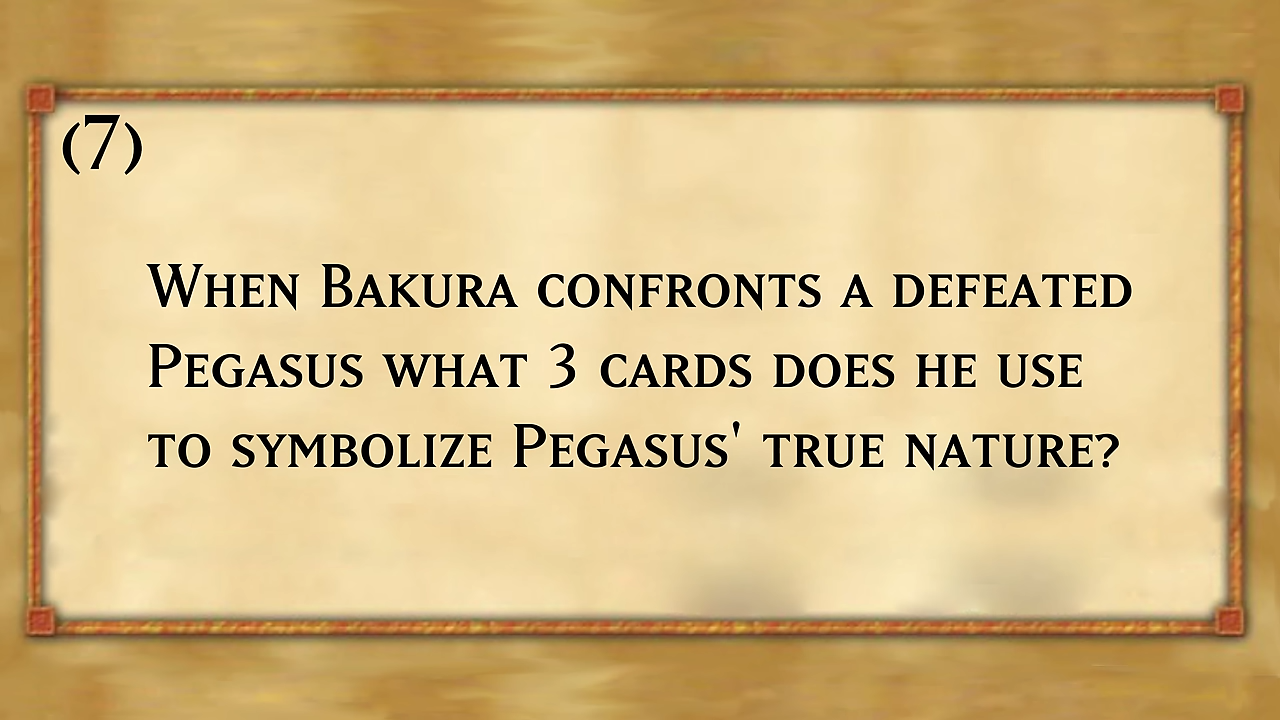 (7)
When Bakura confronts a defeated
Pegasus what 3 cards does he use
to symbolize Pegasus' true nature?